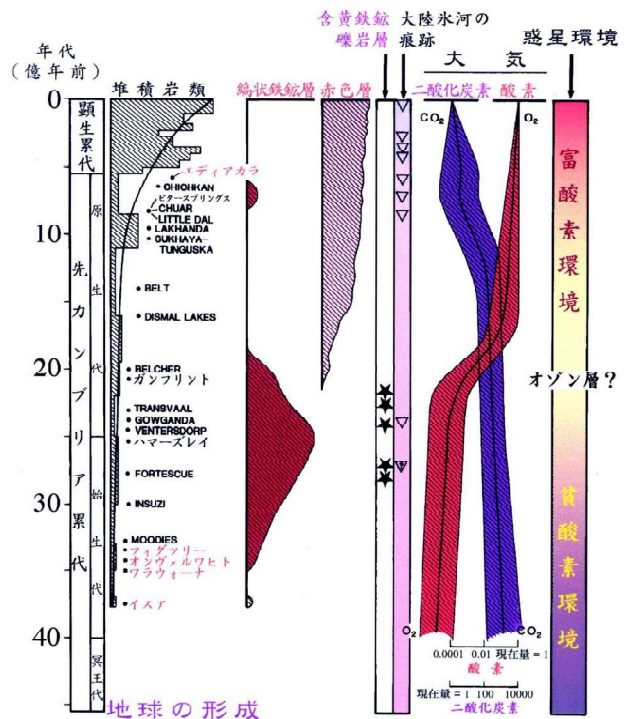 含黄鉄鉱
礫岩層
大陸氷河の
痕跡
惑星環境
年代
(億年前)
大 気
堆積岩類
縞状鉄鉱層
赤色層
二酸化炭素
酸素
0
10
20
30
40
顕生累代
先カンブリア累代
原生代
始生代
冥王代
エディアカラ
CHICHKAN
ビタースプリングス
CHUAR
LITTLE DAL
LAKHANDA
SUKHAYA-
TUNGUSKA
BELT
DISMAL LAKES
BELCHER
ガンフリント
TRANSVAAL
GOWGANDA
VENTERSDORP
ハマーズレイ
FORTESCUE
INSUZI
MOODIES
フィグツリー
オンヴェルワヒト
ワラウォーナ
イスア
CO₂
O₂
O₂
CO₂
0.0001 0.01 現在量=1
酸素
現在量=1 100 10000
二酸化炭素
富酸素環境
オゾン層?
貧酸素環境
地球の形成